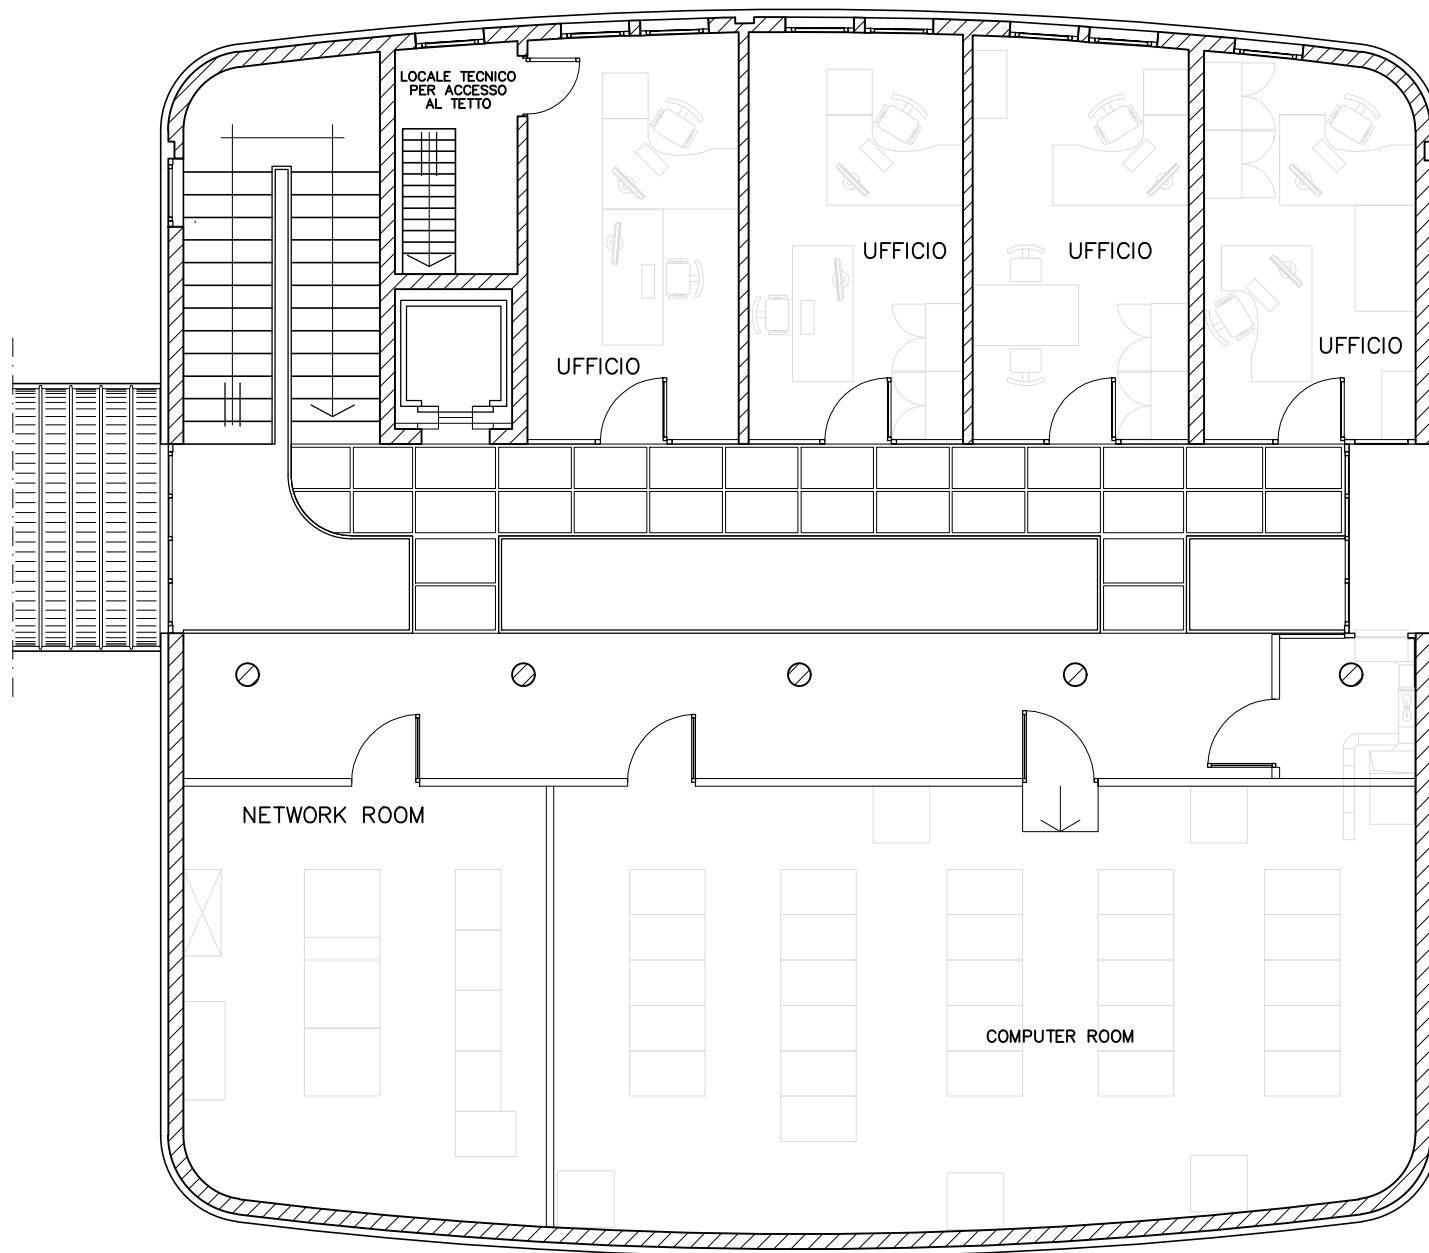 LOCALE TECNICO
PER ACCESSO
AL TETTO
UFFICIO
UFFICIO
UFFICIO
UFFICIO
NETWORK ROOM
COMPUTER ROOM